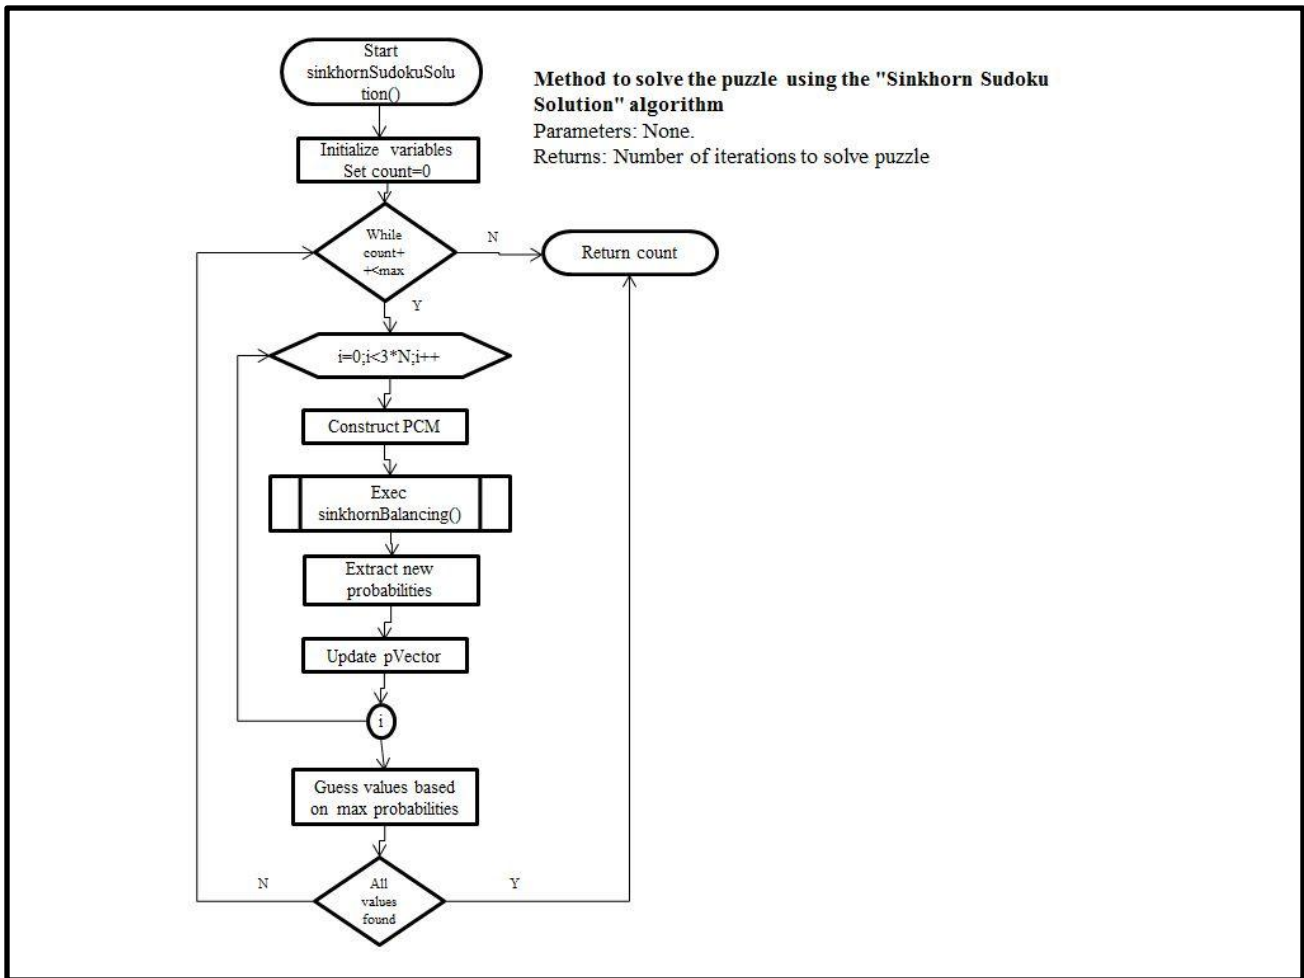 Start
sinkhornSudokuSolu
tion()
Method to solve the puzzle using the "Sinkhorn Sudoku
Solution" algorithm
Parameters: None.
Returns: Number of iterations to solve puzzle
Initialize variables
Set count=0
While
count+
+<max
N
Return count
Y
i=0;i<3*N;i++
Construct PCM
Exec
sinkhornBalancing()
Extract new
probabilities
Update pVector
i
Guess values based
on max probabilities
N
All
values
found
Y